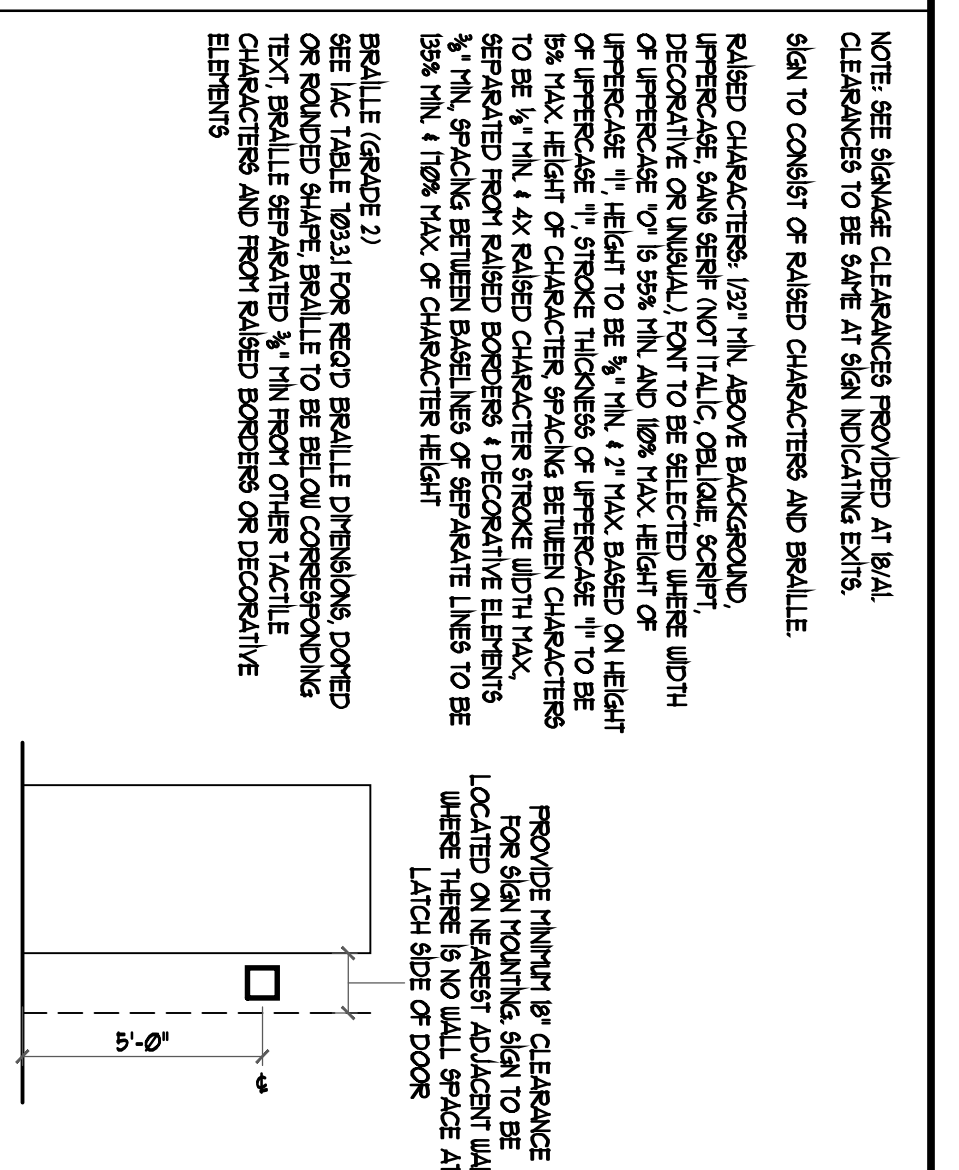 NOTE: SEE SIGNAGE CLEARANCES PROVIDED AT 18/A1.
CLEARANCES TO BE SAME AT SIGN INDICATING EXITS.
SIGN TO CONSIST OF RAISED CHARACTERS AND BRAILLE.
RAISED CHARACTERS: 1/32" MIN. ABOVE BACKGROUND,
UPPERCASE, SANS SERIF (NOT ITALIC, OBLIQUE, SCRIPT,
DECORATIVE OR UNUSUAL), FONT TO BE SELECTED WHERE WIDTH
OF UPPERCASE "O" IS 55% MIN. AND 110% MAX. HEIGHT OF
UPPERCASE "I", HEIGHT TO BE ⅝" MIN. & 2" MAX. BASED ON HEIGHT
OF UPPERCASE "I", STROKE THICKNESS OF UPPERCASE "I" TO BE
15% MAX. HEIGHT OF CHARACTER, SPACING BETWEEN CHARACTERS
TO BE ⅛" MIN. & 4X RAISED CHARACTER STROKE WIDTH MAX.,
SEPARATED FROM RAISED BORDERS & DECORATIVE ELEMENTS
⅜" MIN., SPACING BETWEEN BASELINES OF SEPARATE LINES TO BE
135% MIN. & 170% MAX. OF CHARACTER HEIGHT
BRAILLE (GRADE 2)
SEE IAC TABLE 703.3.1 FOR REQ'D BRAILLE DIMENSIONS, DOMED
OR ROUNDED SHAPE, BRAILLE TO BE BELOW CORRESPONDING
TEXT, BRAILLE SEPARATED ⅜" MIN FROM OTHER TACTILE
CHARACTERS AND FROM RAISED BORDERS OR DECORATIVE
ELEMENTS
PROVIDE MINIMUM 18" CLEARANCE
FOR SIGN MOUNTING. SIGN TO BE
LOCATED ON NEAREST ADJACENT WA
WHERE THERE IS NO WALL SPACE AT
LATCH SIDE OF DOOR
5'-0"
℄